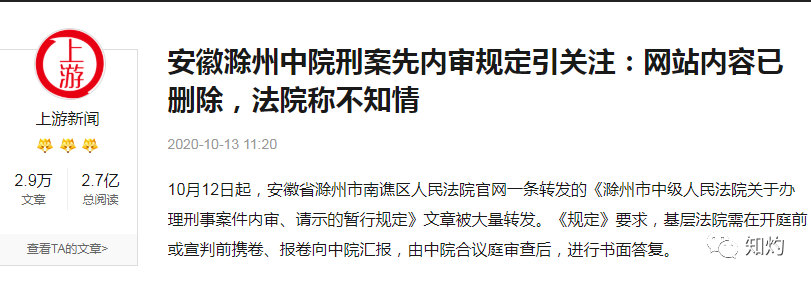 安徽滁州中院刑案先内审规定引关注：网站内容已
删除，法院称不知情
2020-10-13 11:20
上游
上游新闻
2.9万 2.7亿
文章 总阅读
查看TA的文章>
10月12日起，安徽省滁州市南谯区人民法院官网一条转发的《滁州市中级人民法院关于办
理刑事案件内审、请示的暂行规定》文章被大量转发。《规定》要求，基层法院需在开庭前
或宣判前携卷、报卷向中院汇报，由中院合议庭审查后，进行书面答复。
知灼